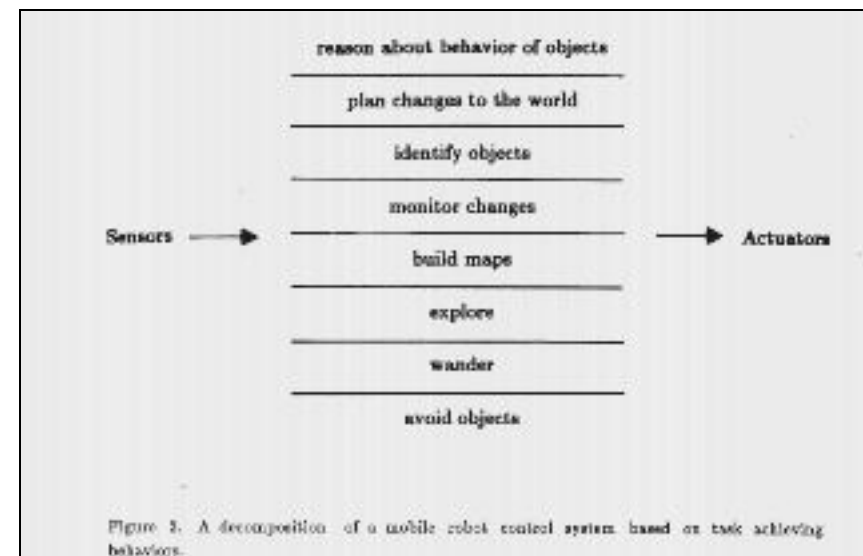 reason about behavior of objects
plan changes to the world
identify objects
monitor changes
Sensors
Actuators
build maps
explore
wander
avoid objects
Figure 2. A decomposition of a mobile robot control system based on task achieving
behaviors.